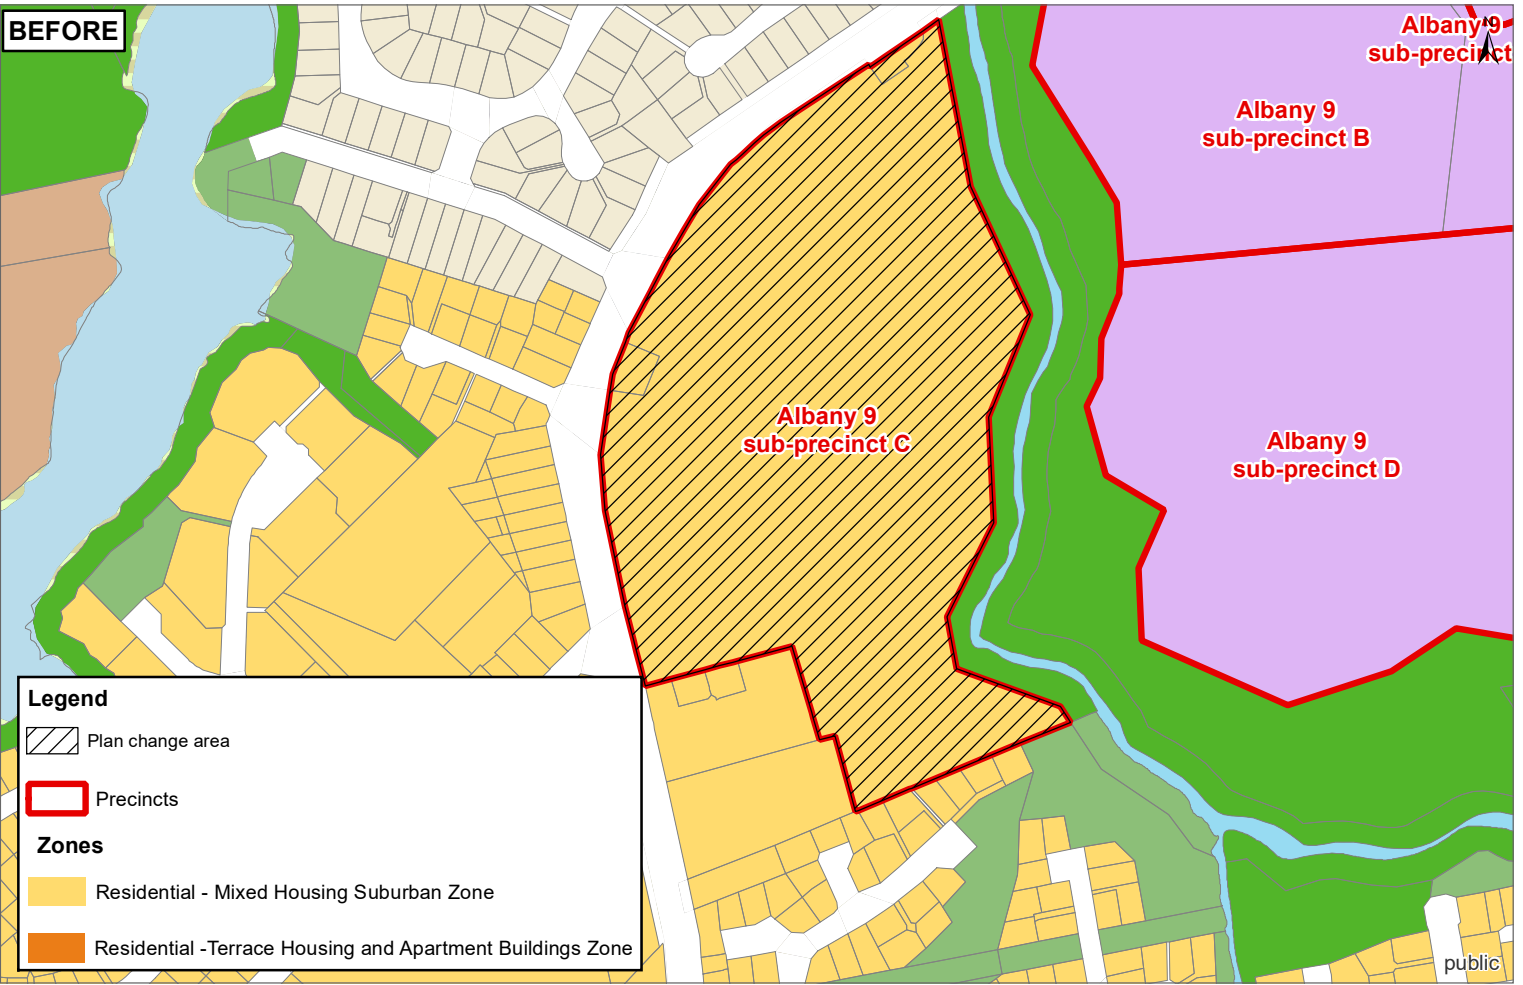 BEFORE
N
Albany 9
sub-precinct
Albany 9
sub-precinct B
Albany 9
sub-precinct C
Albany 9
sub-precinct D
Legend
Plan change area
Precincts
Zones
Residential - Mixed Housing Suburban Zone
Residential -Terrace Housing and Apartment Buildings Zone
public